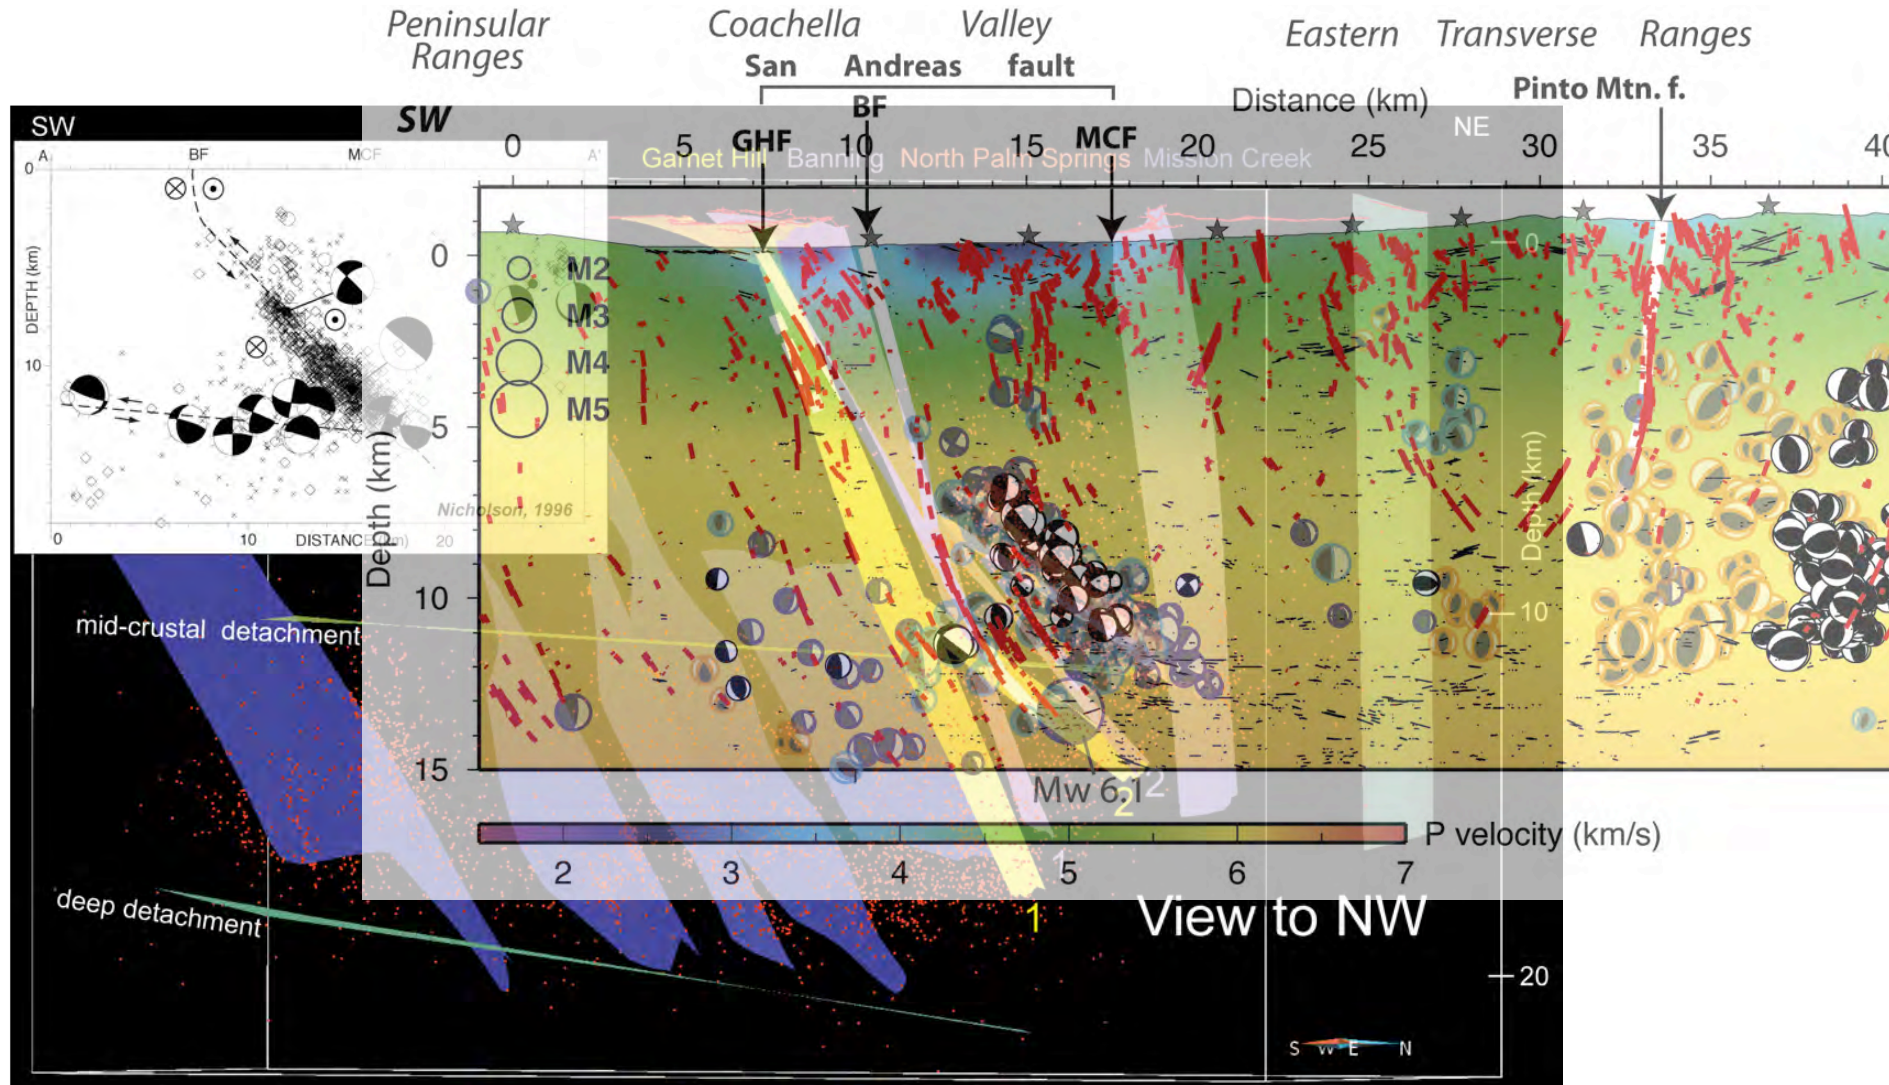 Peninsular Ranges
Coachella Valley
Eastern Transverse Ranges
San Andreas fault
Pinto Mtn. f.
Distance (km)
SW
SW
GHF
BF
MCF
NE
0 5 10 15 20 25 30 35 40
Garnet Hill
Banning
North Palm Springs
Mission Creek
A
BF
MCF
A'
0
10
DEPTH (km)
M2
M3
M4
M5
0
5
10
15
Depth (km)
Nicholson, 1996
0 10 20
DISTANCE (km)
0
Depth (km)
10
20
mid-crustal detachment
Mw 6.1
2
2
P velocity (km/s)
2 3 4 5 6 7
1
1
deep detachment
View to NW
S W E N